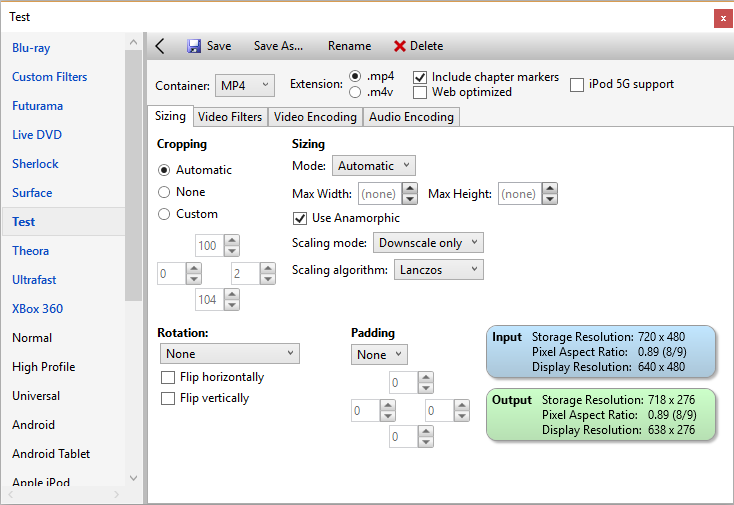 Test
x
Blu-ray
Custom Filters
Futurama
Live DVD
Sherlock
Surface
Test
Theora
Ultrafast
XBox 360
Normal
High Profile
Universal
Android
Android Tablet
Apple iPod
Save Save As... Rename Delete
Container: MP4 Extension: .mp4 Include chapter markers iPod 5G support
.m4v Web optimized
Sizing Video Filters Video Encoding Audio Encoding
Cropping
Automatic
None
Custom
100
0 2
104
Sizing
Mode: Automatic
Max Width: (none) Max Height: (none)
Use Anamorphic
Scaling mode: Downscale only
Scaling algorithm: Lanczos
Rotation:
None
Flip horizontally
Flip vertically
Padding
None
0
0 0
0
Input Storage Resolution: 720 x 480
Pixel Aspect Ratio: 0.89 (8/9)
Display Resolution: 640 x 480
Output Storage Resolution: 718 x 276
Pixel Aspect Ratio: 0.89 (8/9)
Display Resolution: 638 x 276